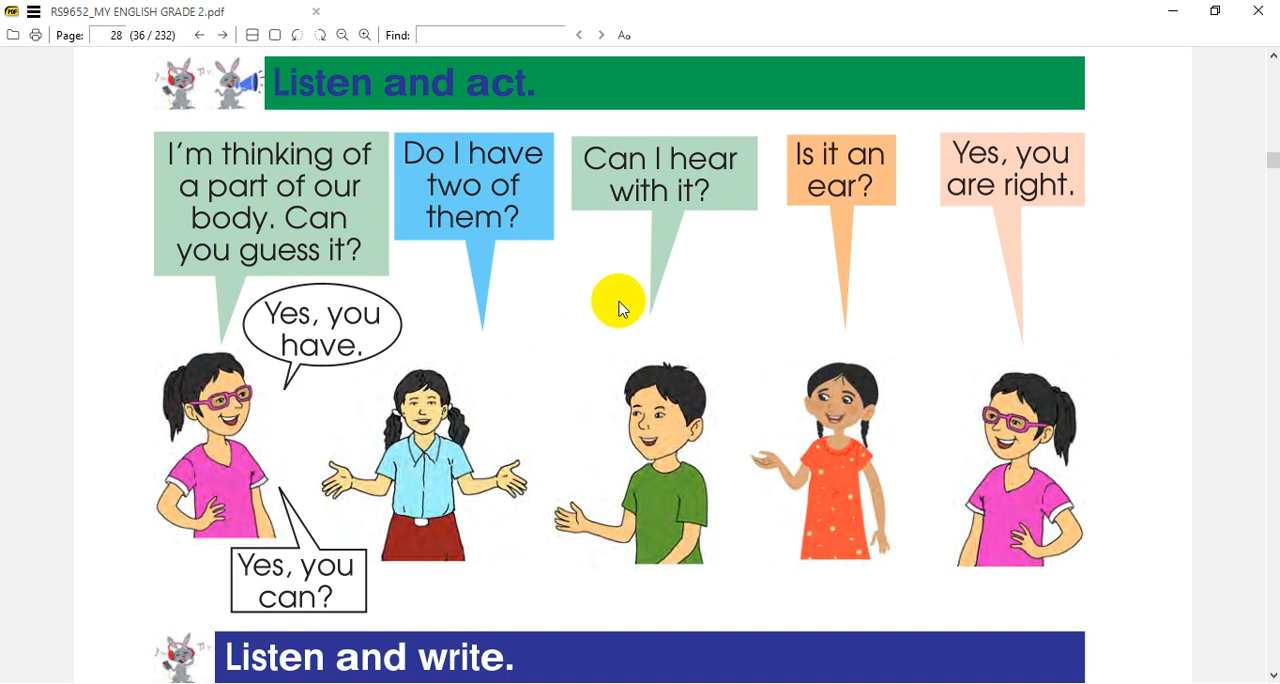 RS9652_MY ENGLISH GRADE 2.pdf
Page: 28 (36 / 232) Find: Aa
Listen and act.
I'm thinking of
a part of our
body. Can
you guess it?
Do I have
two of
them?
Can I hear
with it?
Is it an
ear?
Yes, you
are right.
Yes, you
have.
Yes, you
can?
Listen and write.